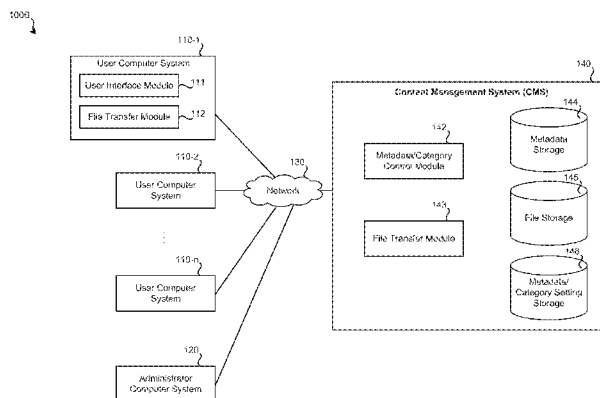 100B
110-1
User Computer System
User Interface Module
111
File Transfer Module
112
110-2
User Computer
System
110-n
User Computer
System
120
Administrator
Computer System
130
Network
140
Content Management System (CMS)
142
Metadata/Category
Control Module
143
File Transfer Module
144
Metadata
Storage
145
File Storage
Metadata/
Category Setting
Storage